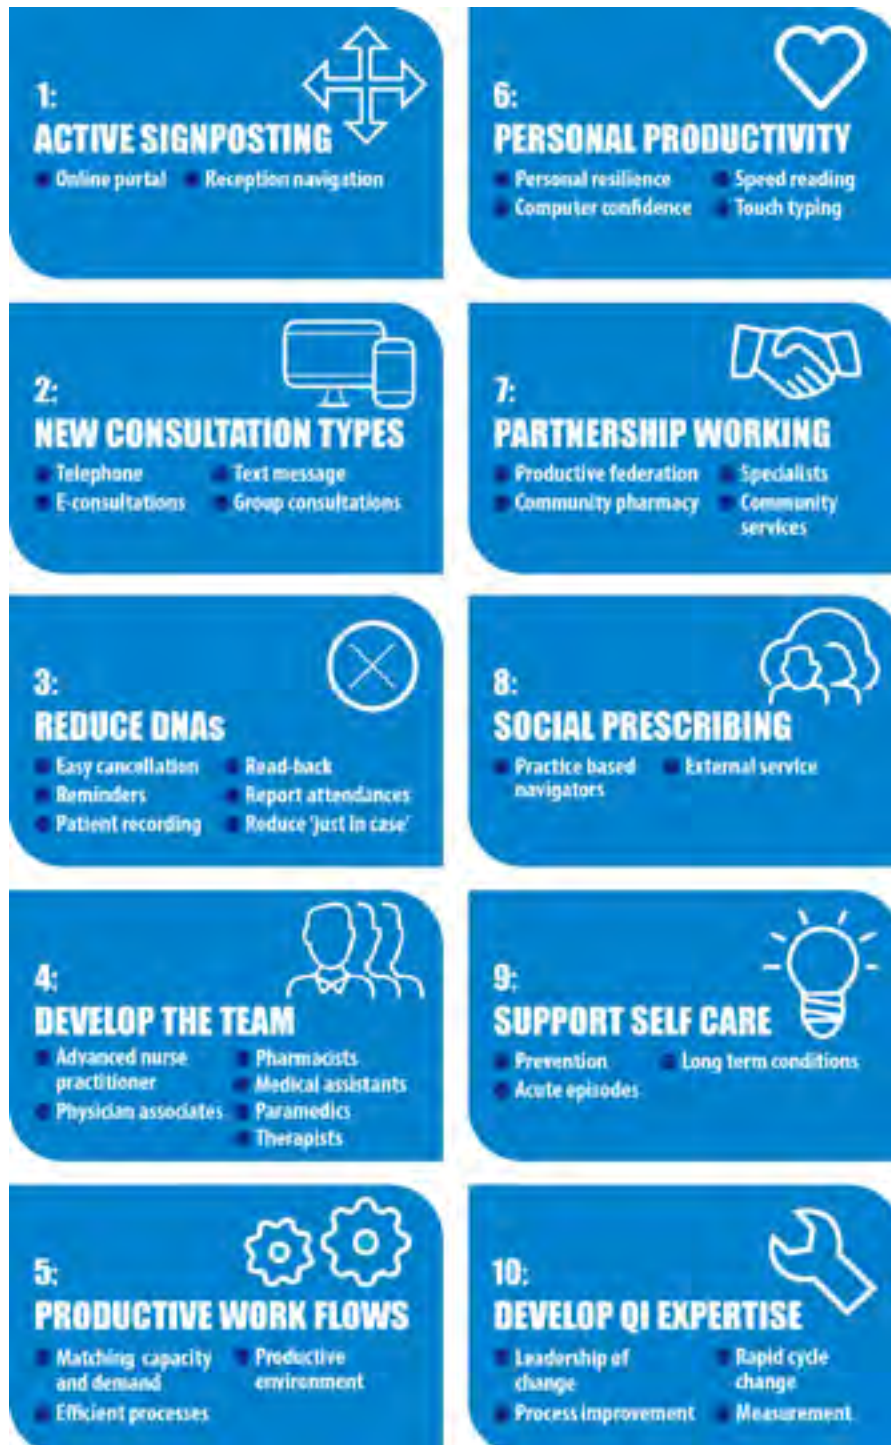 1:
ACTIVE SIGNPOSTING
Online portal
Reception navigation
2:
NEW CONSULTATION TYPES
Telephone
E-consultations
Text message
Group consultations
3:
REDUCE DNAs
Easy cancellation
Reminders
Patient recording
Read-back
Report attendances
Reduce 'just in case'
4:
DEVELOP THE TEAM
Advanced nurse
practitioner
Physician associates
Pharmacists
Medical assistants
Paramedics
Therapists
5:
PRODUCTIVE WORK FLOWS
Matching capacity
and demand
Efficient processes
Productive
environment
6:
PERSONAL PRODUCTIVITY
Personal resilience
Computer confidence
Speed reading
Touch typing
7:
PARTNERSHIP WORKING
Productive federation
Community pharmacy
Specialists
Community
services
8:
SOCIAL PRESCRIBING
Practice based
navigators
External service
9:
SUPPORT SELF CARE
Prevention
Acute episodes
Long term conditions
10:
DEVELOP QI EXPERTISE
Leadership of
change
Process improvement
Rapid cycle
change
Measurement